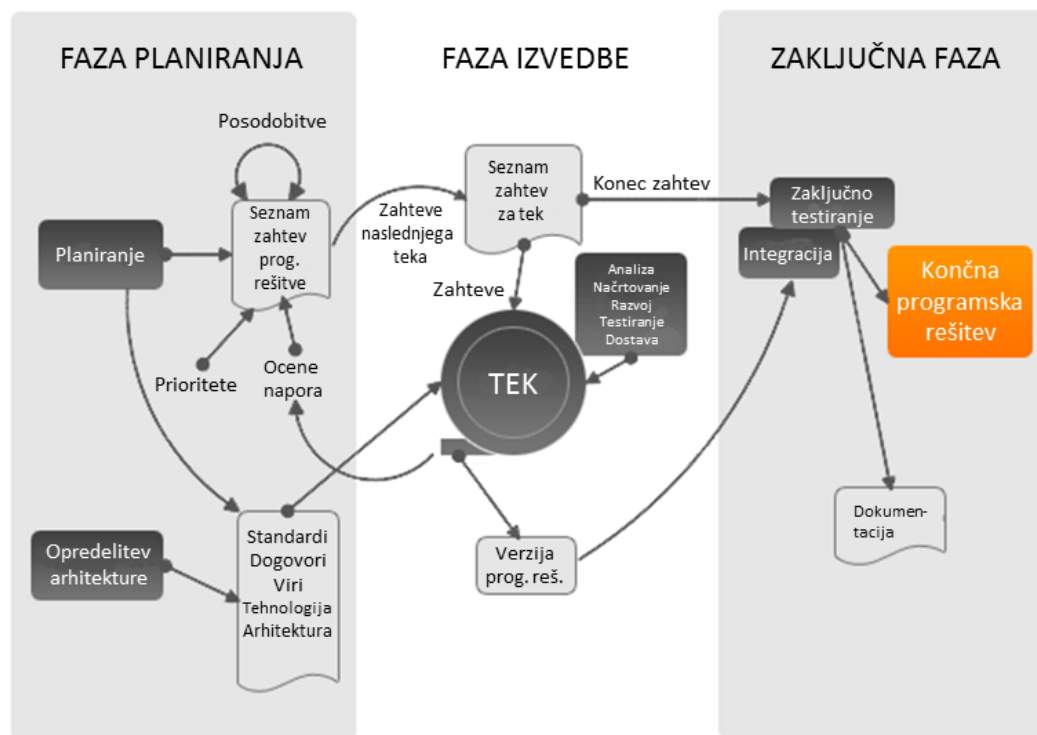 FAZA PLANIRANJA
FAZA IZVEDBE
ZAKLJUČNA FAZA
Posodobitve
Seznam
zahtev
prog.
rešitve
Planiranje
Prioritete
Ocene
napora
Opredelitev
arhitekture
Standardi
Dogovori
Viri
Tehnologija
Arhitektura
Zahteve
naslednjega
teka
Seznam
zahtev
za tek
Konec zahtev
Zahteve
Analiza
Načrtovanje
Razvoj
Testiranje
Dostava
TEK
Verzija
prog. reš.
Zaključno
testiranje
Integracija
Končna
programska
rešitev
Dokumen-
tacija